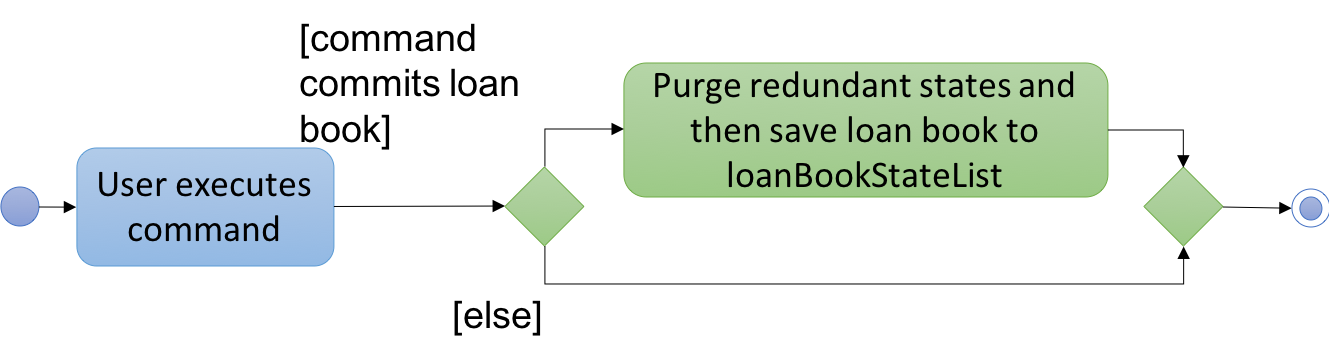 [command
commits loan
book]
User executes
command
Purge redundant states and
then save loan book to
loanBookStateList
[else]